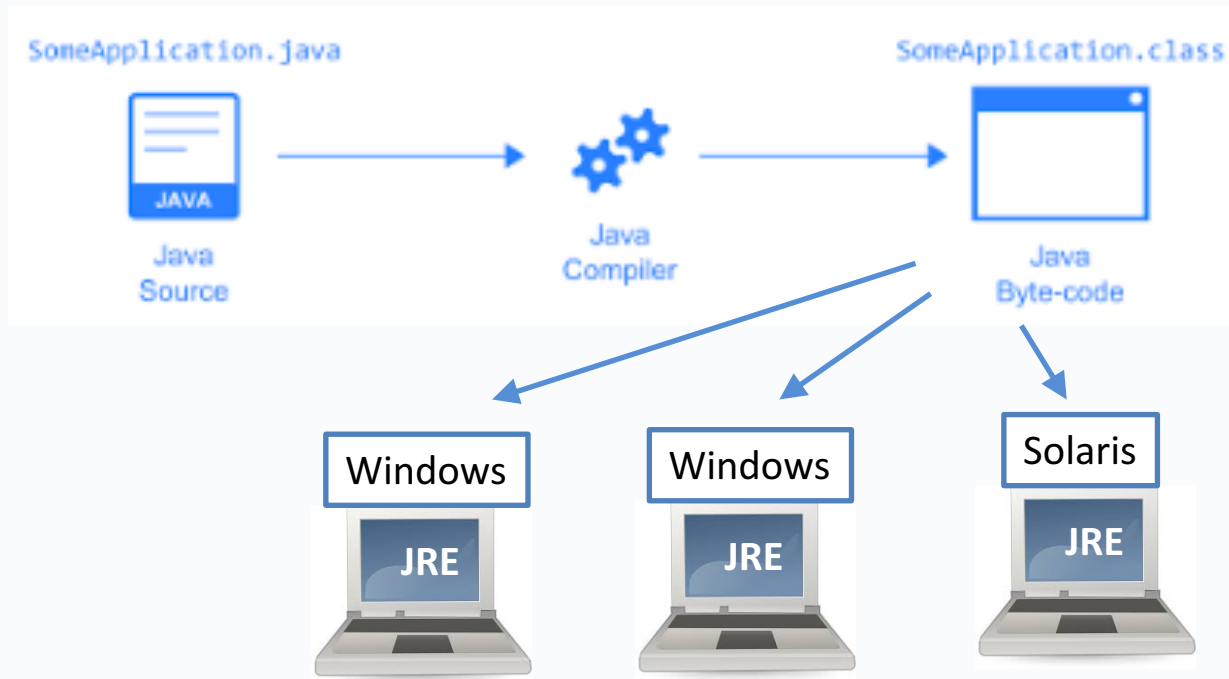 SomeApplication.java
SomeApplication.class
JAVA
Java
Source
Java
Compiler
Java
Byte-code
Windows
Windows
Solaris
JRE
JRE
JRE